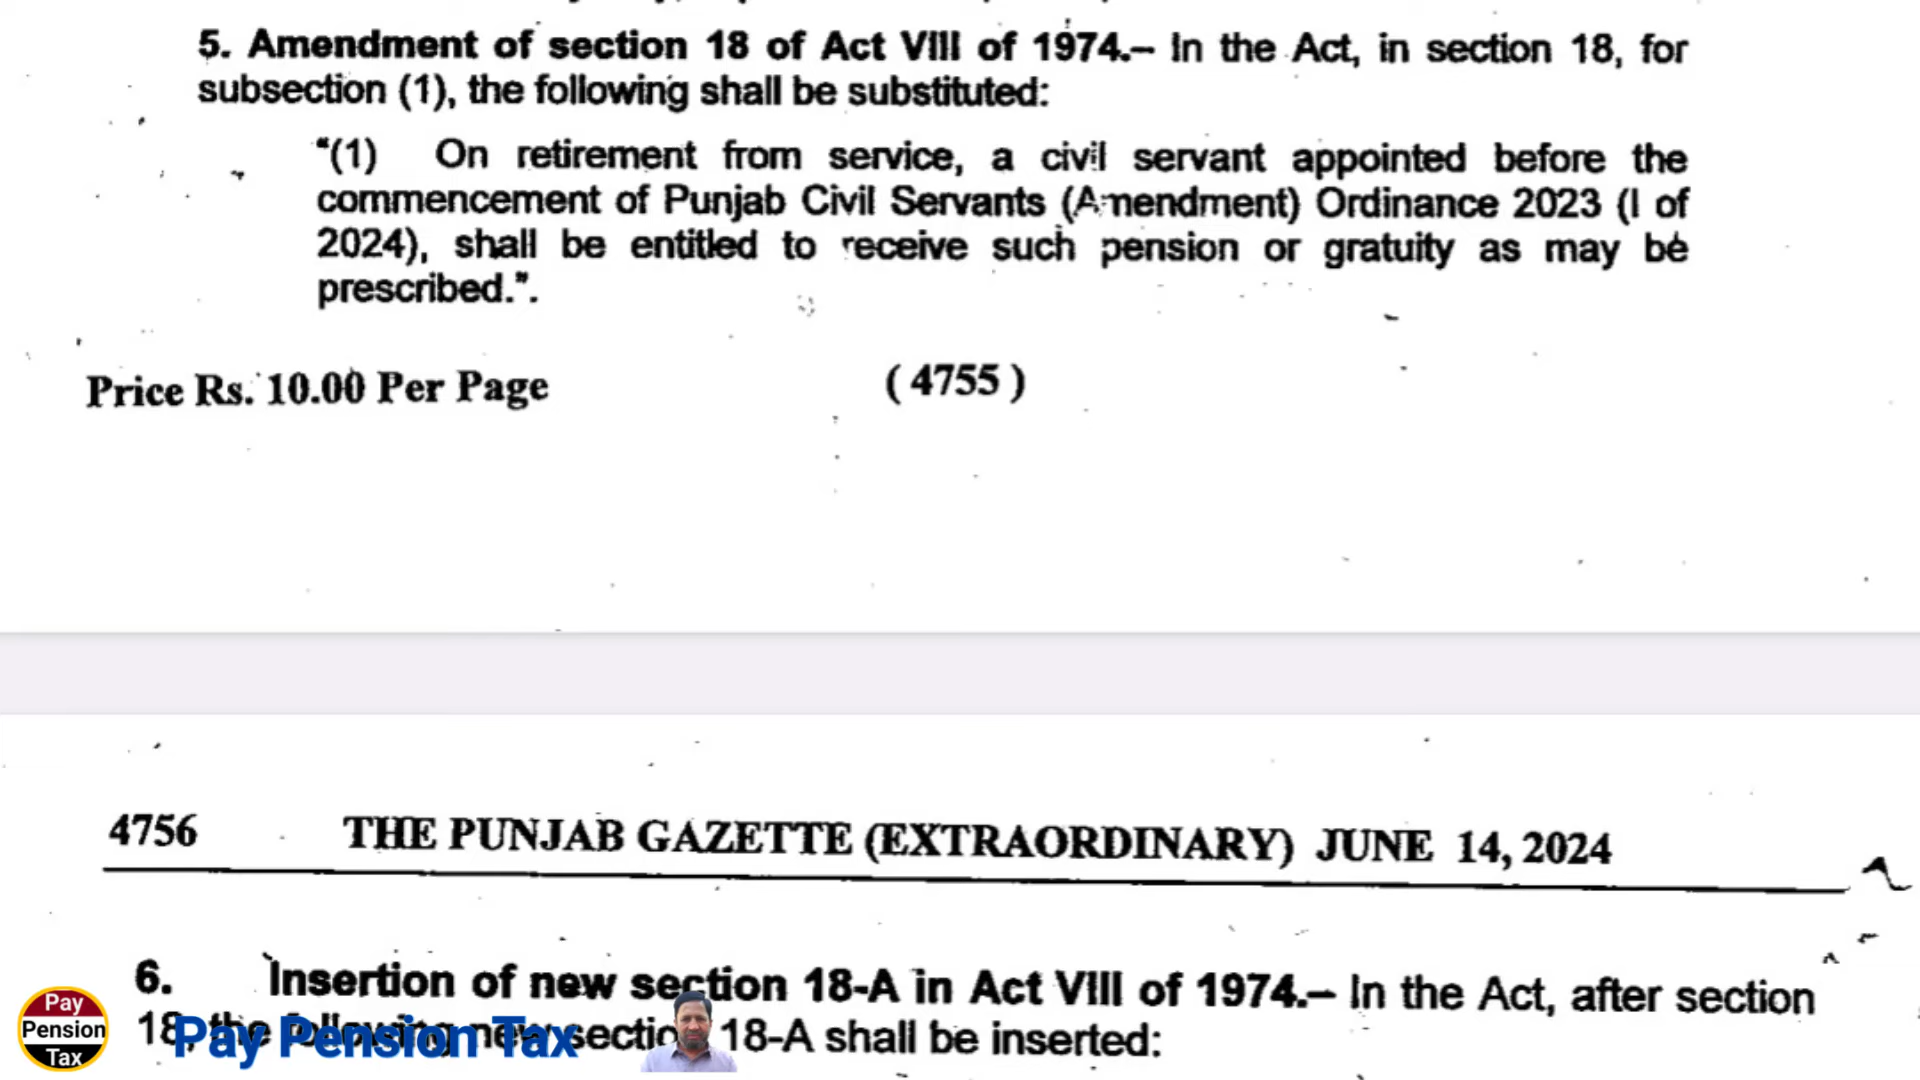 5. Amendment of section 18 of Act VIII of 1974.– In the Act, in section 18, for
subsection (1), the following shall be substituted:
"(1) On retirement from service, a civil servant appointed before the
commencement of Punjab Civil Servants (Amendment) Ordinance 2023 (I of
2024), shall be entitled to receive such pension or gratuity as may be
prescribed.".
Price Rs. 10.00 Per Page (4755)
4756 THE PUNJAB GAZETTE (EXTRAORDINARY) JUNE 14, 2024
6. Insertion of new section 18-A in Act VIII of 1974.– In the Act, after section
18, the following new section 18-A shall be inserted:
Pay
Pension
Tax
Pay Pension Tax